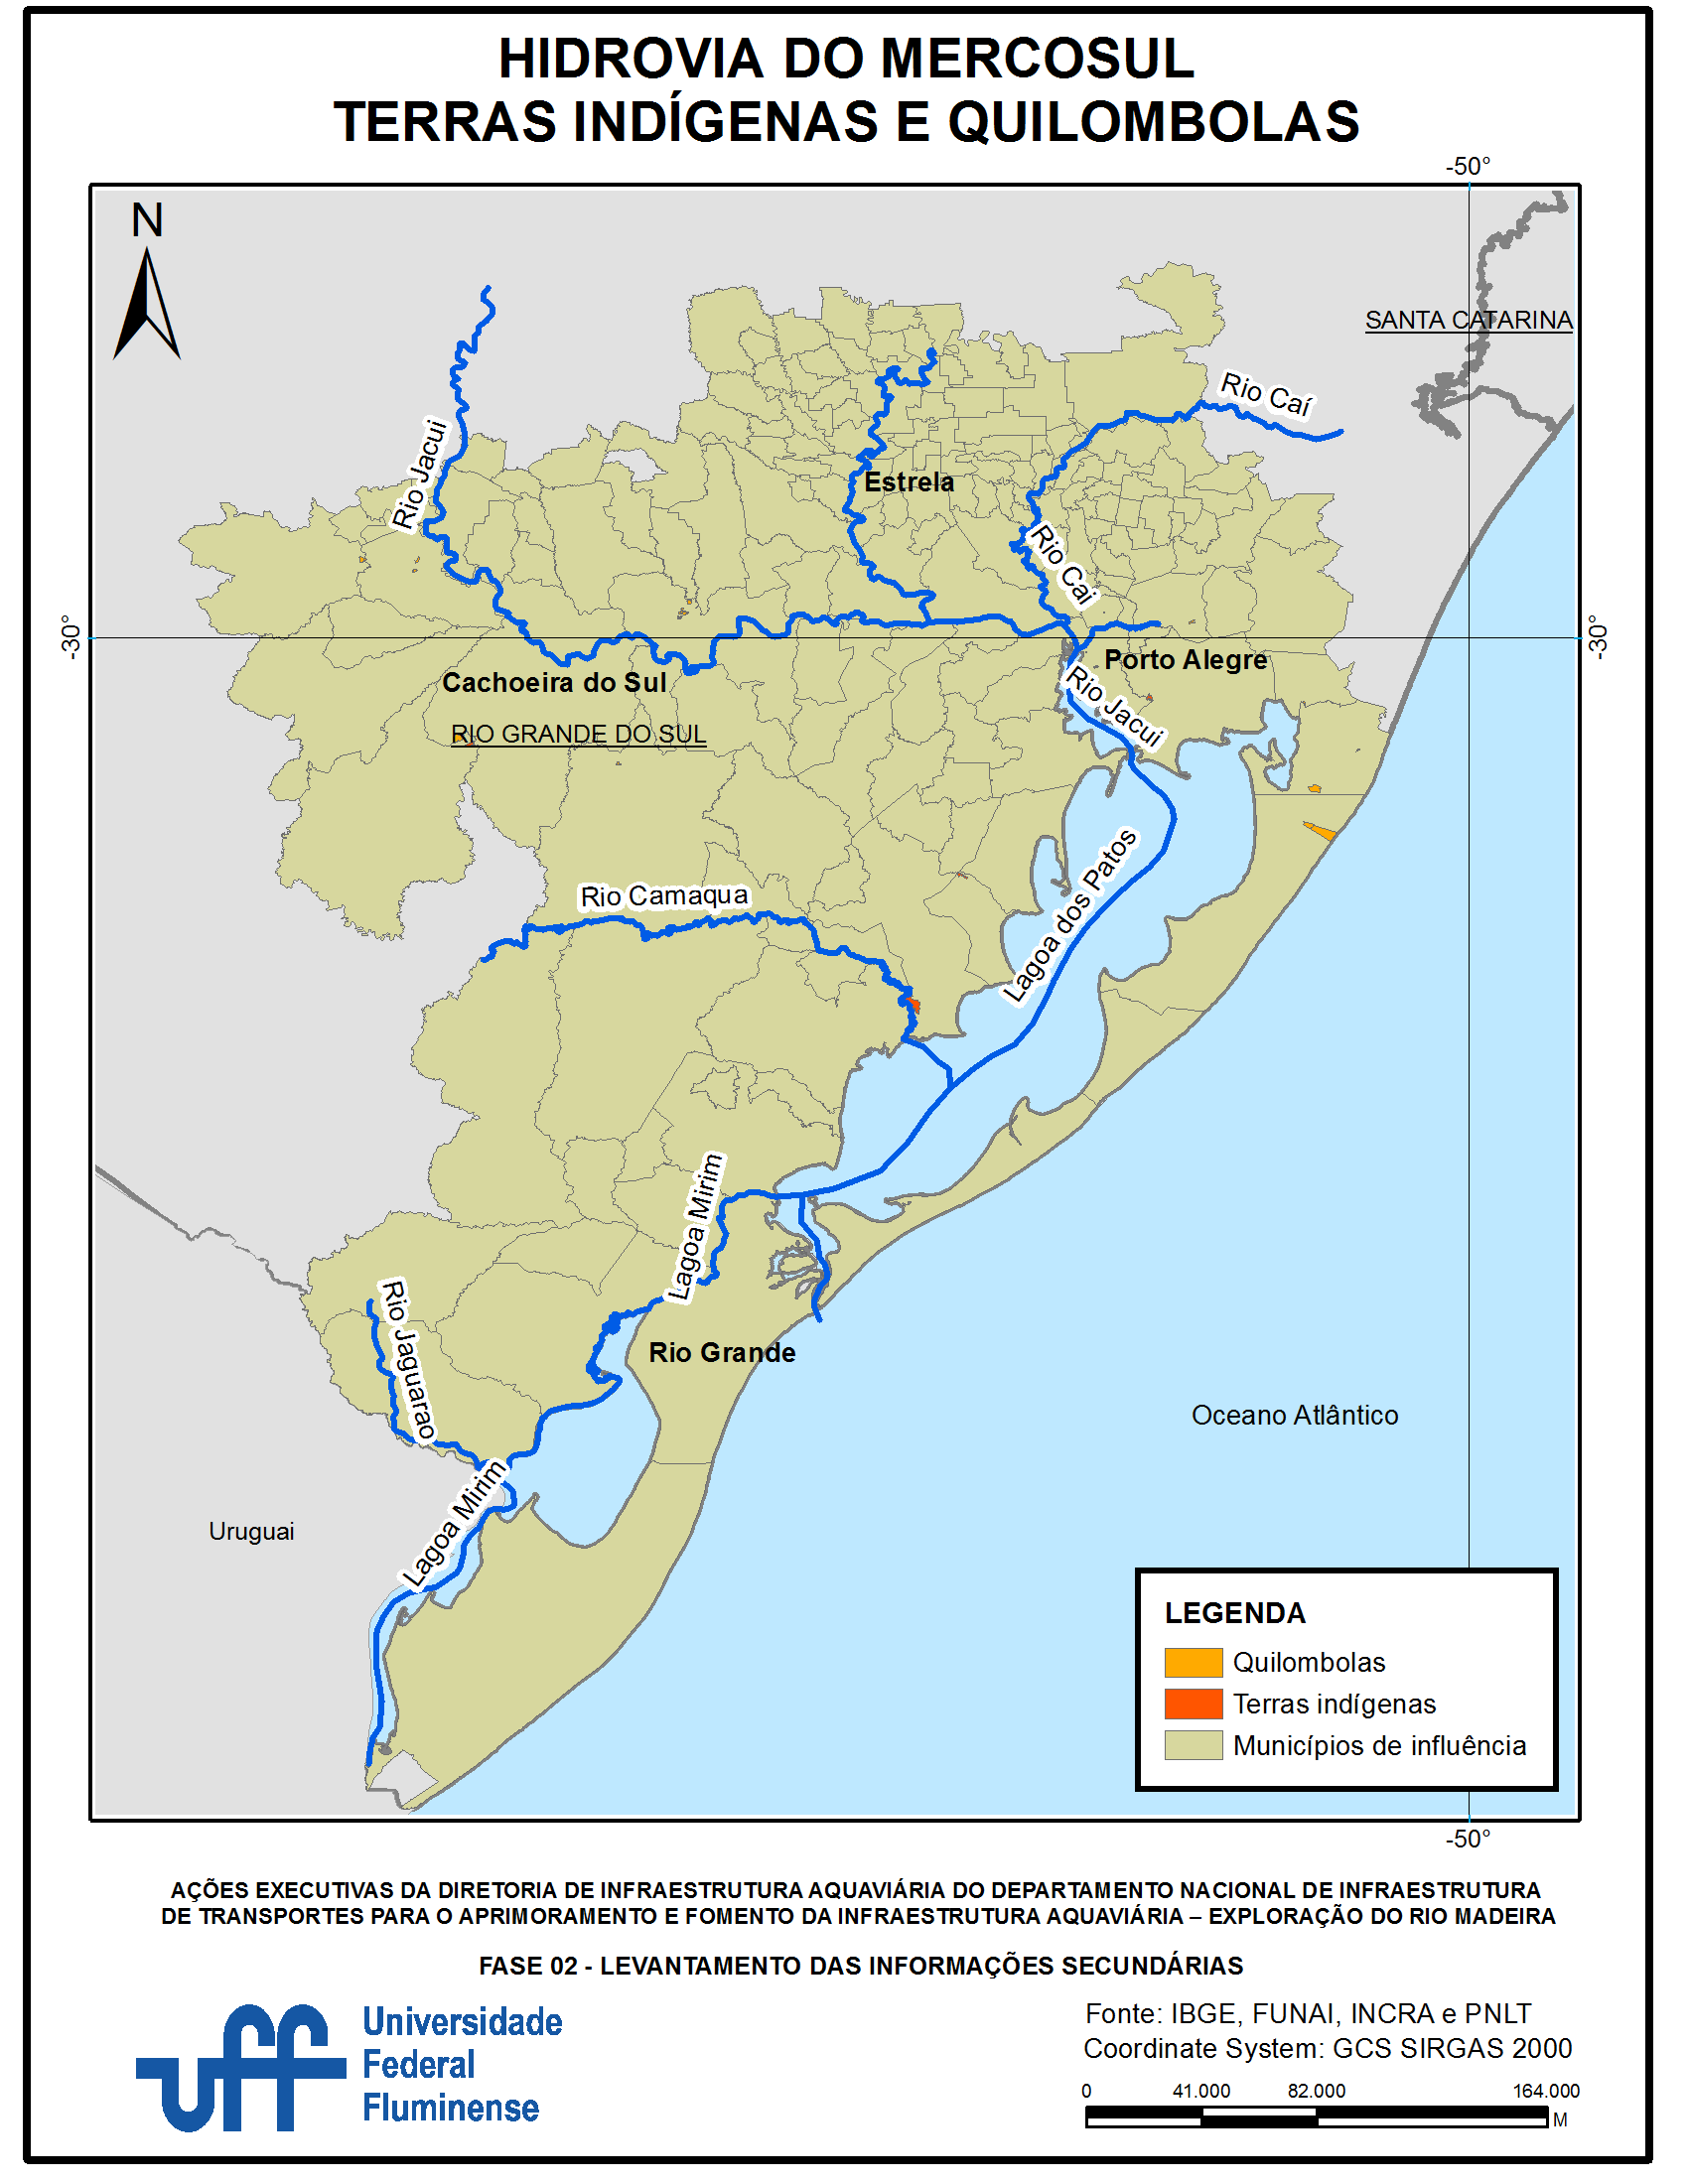 HIDROVIA DO MERCOSUL
TERRAS INDÍGENAS E QUILOMBOLAS
-50°
N
SANTA CATARINA
Rio Caí
Rio Jacui
Estrela
Rio Cai
-30°
-30°
Porto Alegre
Cachoeira do Sul
Rio Jacui
RIO GRANDE DO SUL
Lagoa dos Patos
Rio Camaqua
Lagoa Mirim
Rio Jaguarao
Rio Grande
Oceano Atlântico
Lagoa Mirim
Uruguai
LEGENDA
Quilombolas
Terras indígenas
Municípios de influência
-50°
AÇÕES EXECUTIVAS DA DIRETORIA DE INFRAESTRUTURA AQUAVIÁRIA DO DEPARTAMENTO NACIONAL DE INFRAESTRUTURA
DE TRANSPORTES PARA O APRIMORAMENTO E FOMENTO DA INFRAESTRUTURA AQUAVIÁRIA – EXPLORAÇÃO DO RIO MADEIRA
FASE 02 - LEVANTAMENTO DAS INFORMAÇÕES SECUNDÁRIAS
uff
Universidade
Federal
Fluminense
Fonte: IBGE, FUNAI, INCRA e PNLT
Coordinate System: GCS SIRGAS 2000
0 41.000 82.000 164.000
M